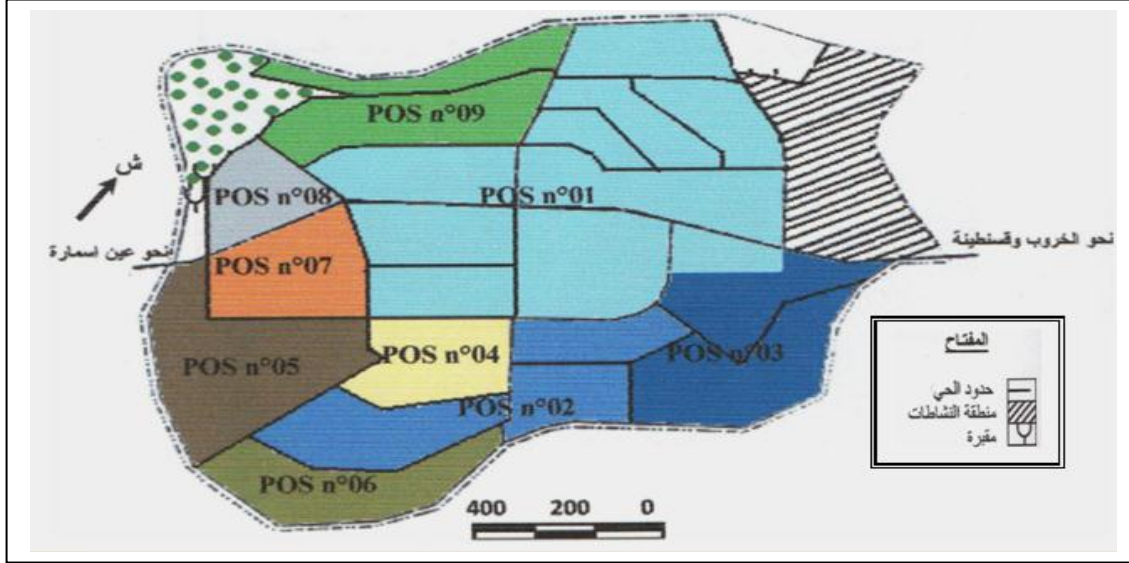 POS n°09
ش
POS n°08
POS n°01
نحو عين اسمارة
نحو الخروب وقسنطينة
POS n°07
POS n°04
POS n°03
POS n°05
POS n°02
POS n°06
المفتاح
حدود الحي
منطقة النشاطات
مقبرة
400 200 0